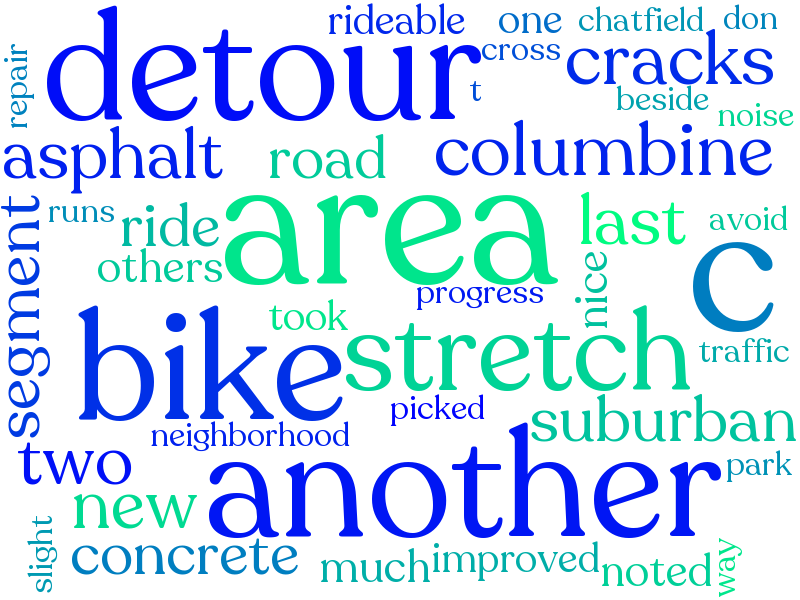 rideable one chatfield don
detour cross cracks
repair t beside noise
asphalt road columbine
area last
segment runs ride avoid
others nice c
progress
took
bike stretch traffic
picked suburban
neighborhood
two another park
new
slight concrete much improved noted way